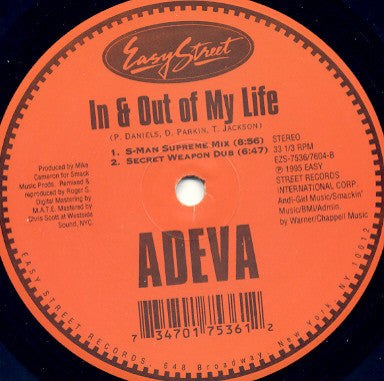 Easy Street
In & Out of My Life
(P. DANIELS, D. PARKIN, T. JACKSON)
1. S-MAN SUPREME MIX (8:56)
2. SECRET WEAPON DUB (6:47)
Produced by Mike
Cameron for Smack
Music Prods. Remixed &
reproduced by Roger S.
Digital Mastering by
M.A.T.E. Mastered by
Chris Scott at Westside
Sound, NYC.
STEREO
33 1/3 RPM
EZS-7536/7604-B
℗ 1995 EASY
STREET RECORDS
INTERNATIONAL CORP.
Andi-Girl Music/Smackin'
Music/BMI/Admin.
by Warner/Chappell Music
ADEVA
7 34701 75361 2
EASY STREET RECORDS 648 Broadway, New York, NY 10012